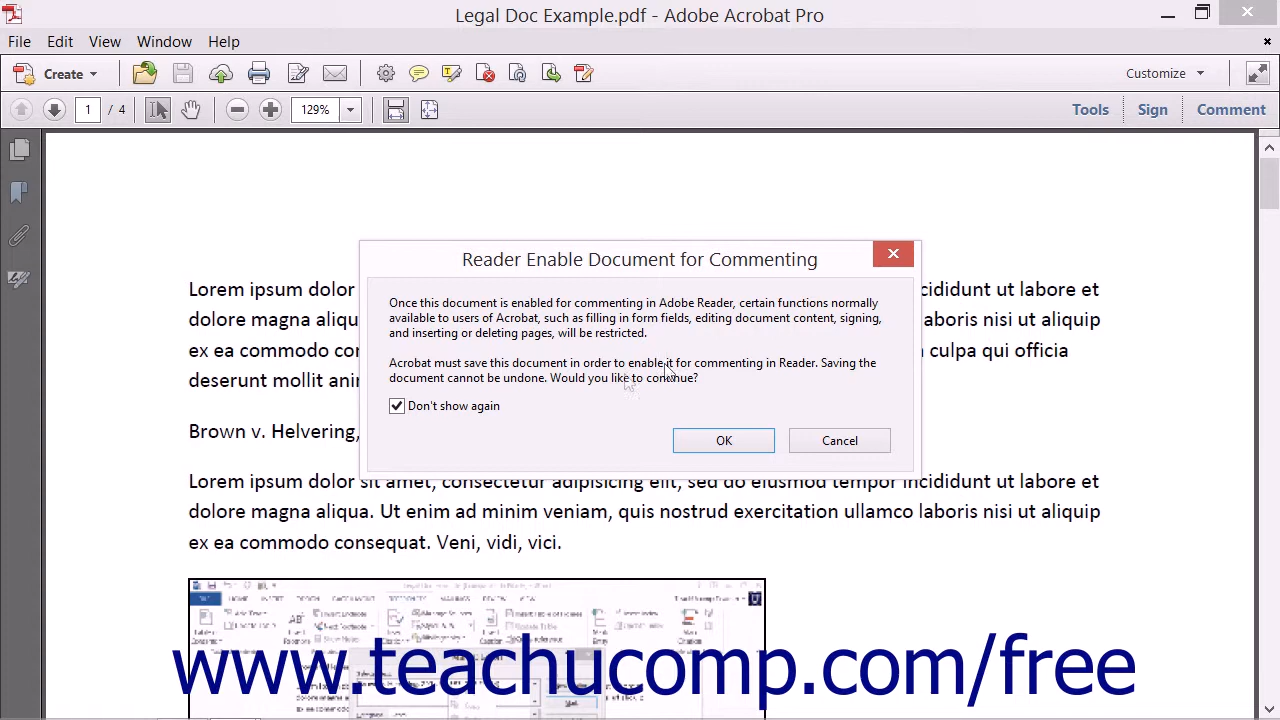 Legal Doc Example.pdf - Adobe Acrobat Pro
File Edit View Window Help
Create Customize
1 / 4 129% Tools Sign Comment
Reader Enable Document for Commenting
Once this document is enabled for commenting in Adobe Reader, certain functions normally
available to users of Acrobat, such as filling in form fields, editing document content, signing,
and inserting or deleting pages, will be restricted.
Acrobat must save this document in order to enable it for commenting in Reader. Saving the
document cannot be undone. Would you like to continue?
Don't show again
OK Cancel
Lorem ipsum dolor cididunt ut labore et
dolore magna aliqu aboris nisi ut aliquip
ex ea commodo co culpa qui officia
deserunt mollit ani
Brown v. Helvering,
Lorem ipsum dolor sit amet, consectetur adipisicing elit, sed do eiusmod tempor incididunt ut labore et
dolore magna aliqua. Ut enim ad minim veniam, quis nostrud exercitation ullamco laboris nisi ut aliquip
ex ea commodo consequat. Veni, vidi, vici.
www.teachucomp.com/free